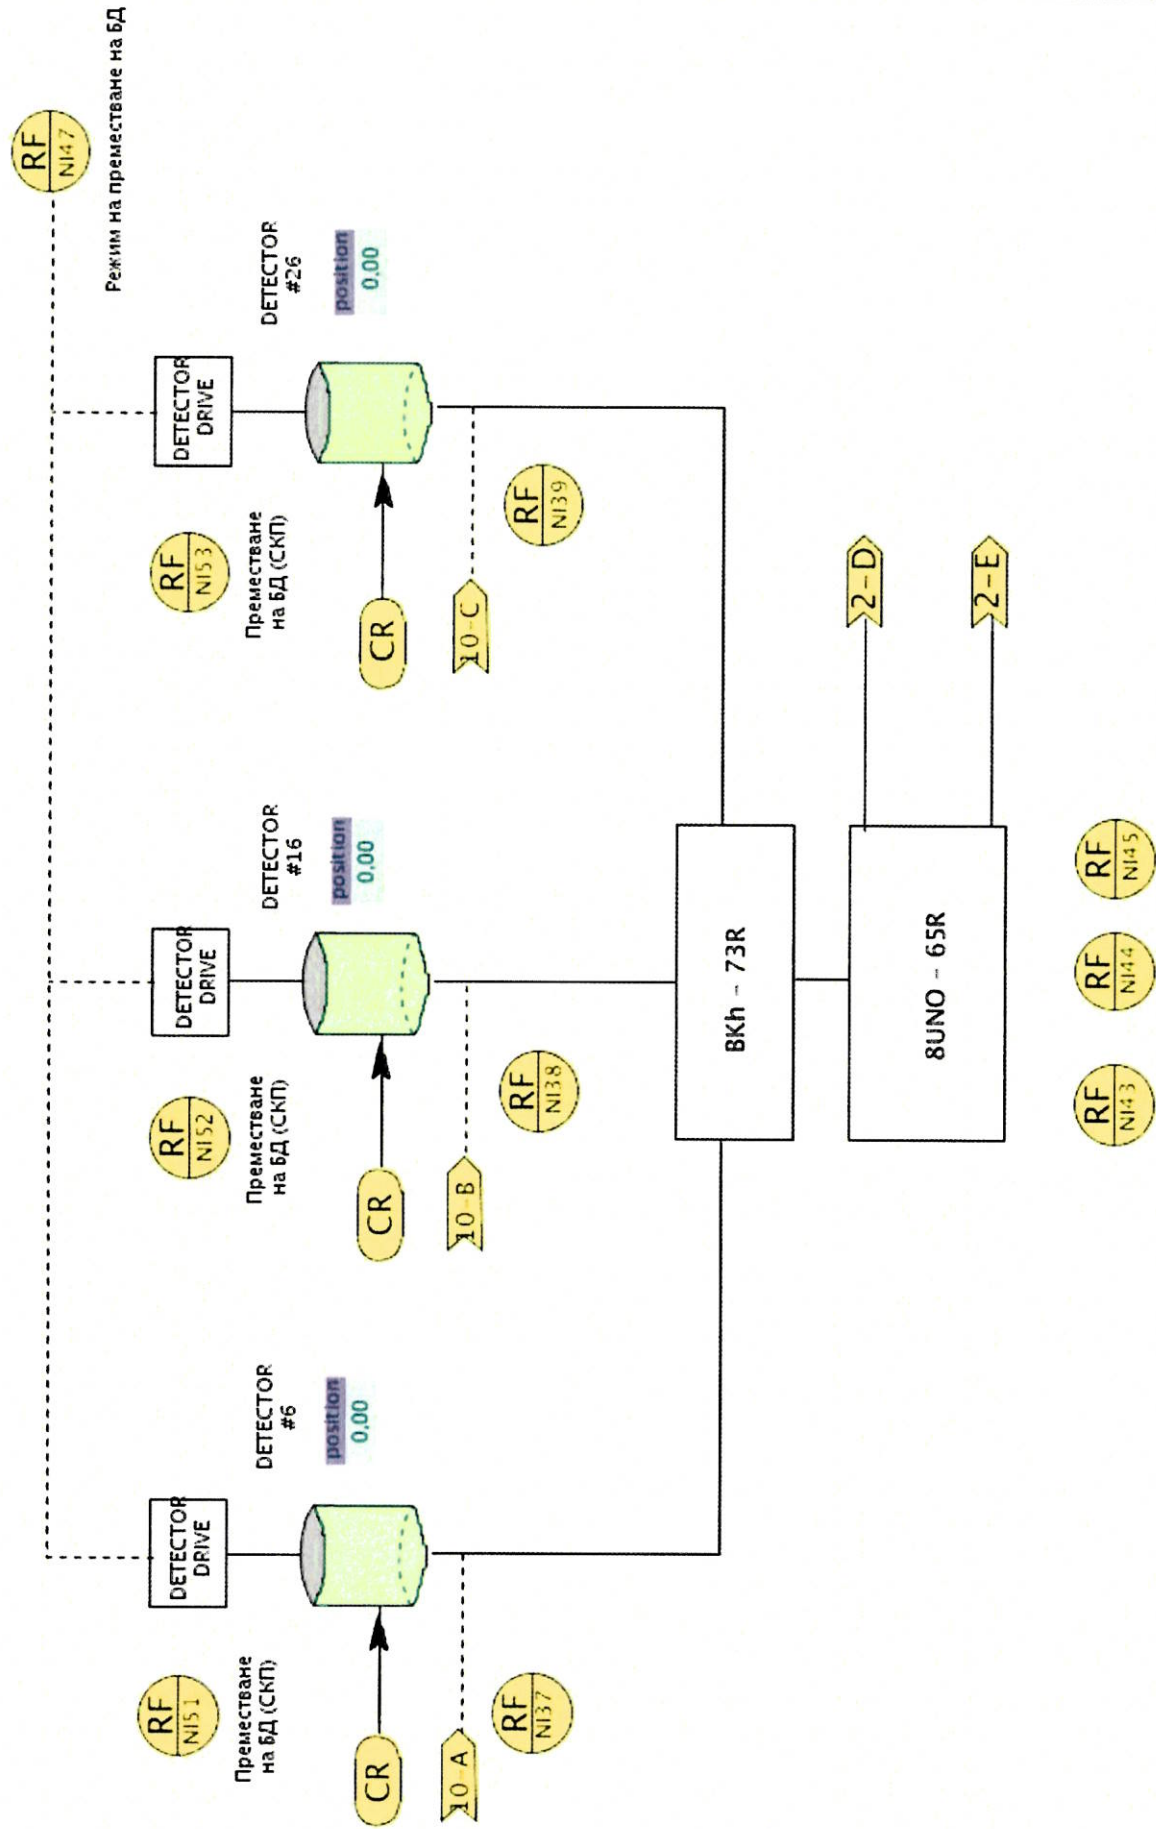 RF
NI47
Режим на преместване на БД
RF
NI51
Преместване
на БД (СКП)
DETECTOR
DRIVE
DETECTOR
#6
position
0,00
CR
10-A
RF
NI37
RF
NI52
Преместване
на БД (СКП)
DETECTOR
DRIVE
DETECTOR
#16
position
0,00
CR
10-B
RF
NI38
RF
NI53
Преместване
на БД (СКП)
DETECTOR
DRIVE
DETECTOR
#26
position
0,00
CR
10-C
RF
NI39
BKh - 73R
8UNO - 65R
2-D
2-E
RF
NI43
RF
NI44
RF
NI45